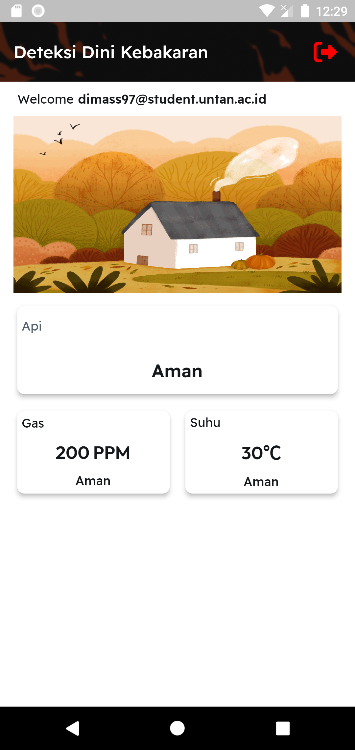 12:29
Deteksi Dini Kebakaran
Welcome dimass97@student.untan.ac.id
Api
Aman
Gas
200 PPM
Aman
Suhu
30°C
Aman